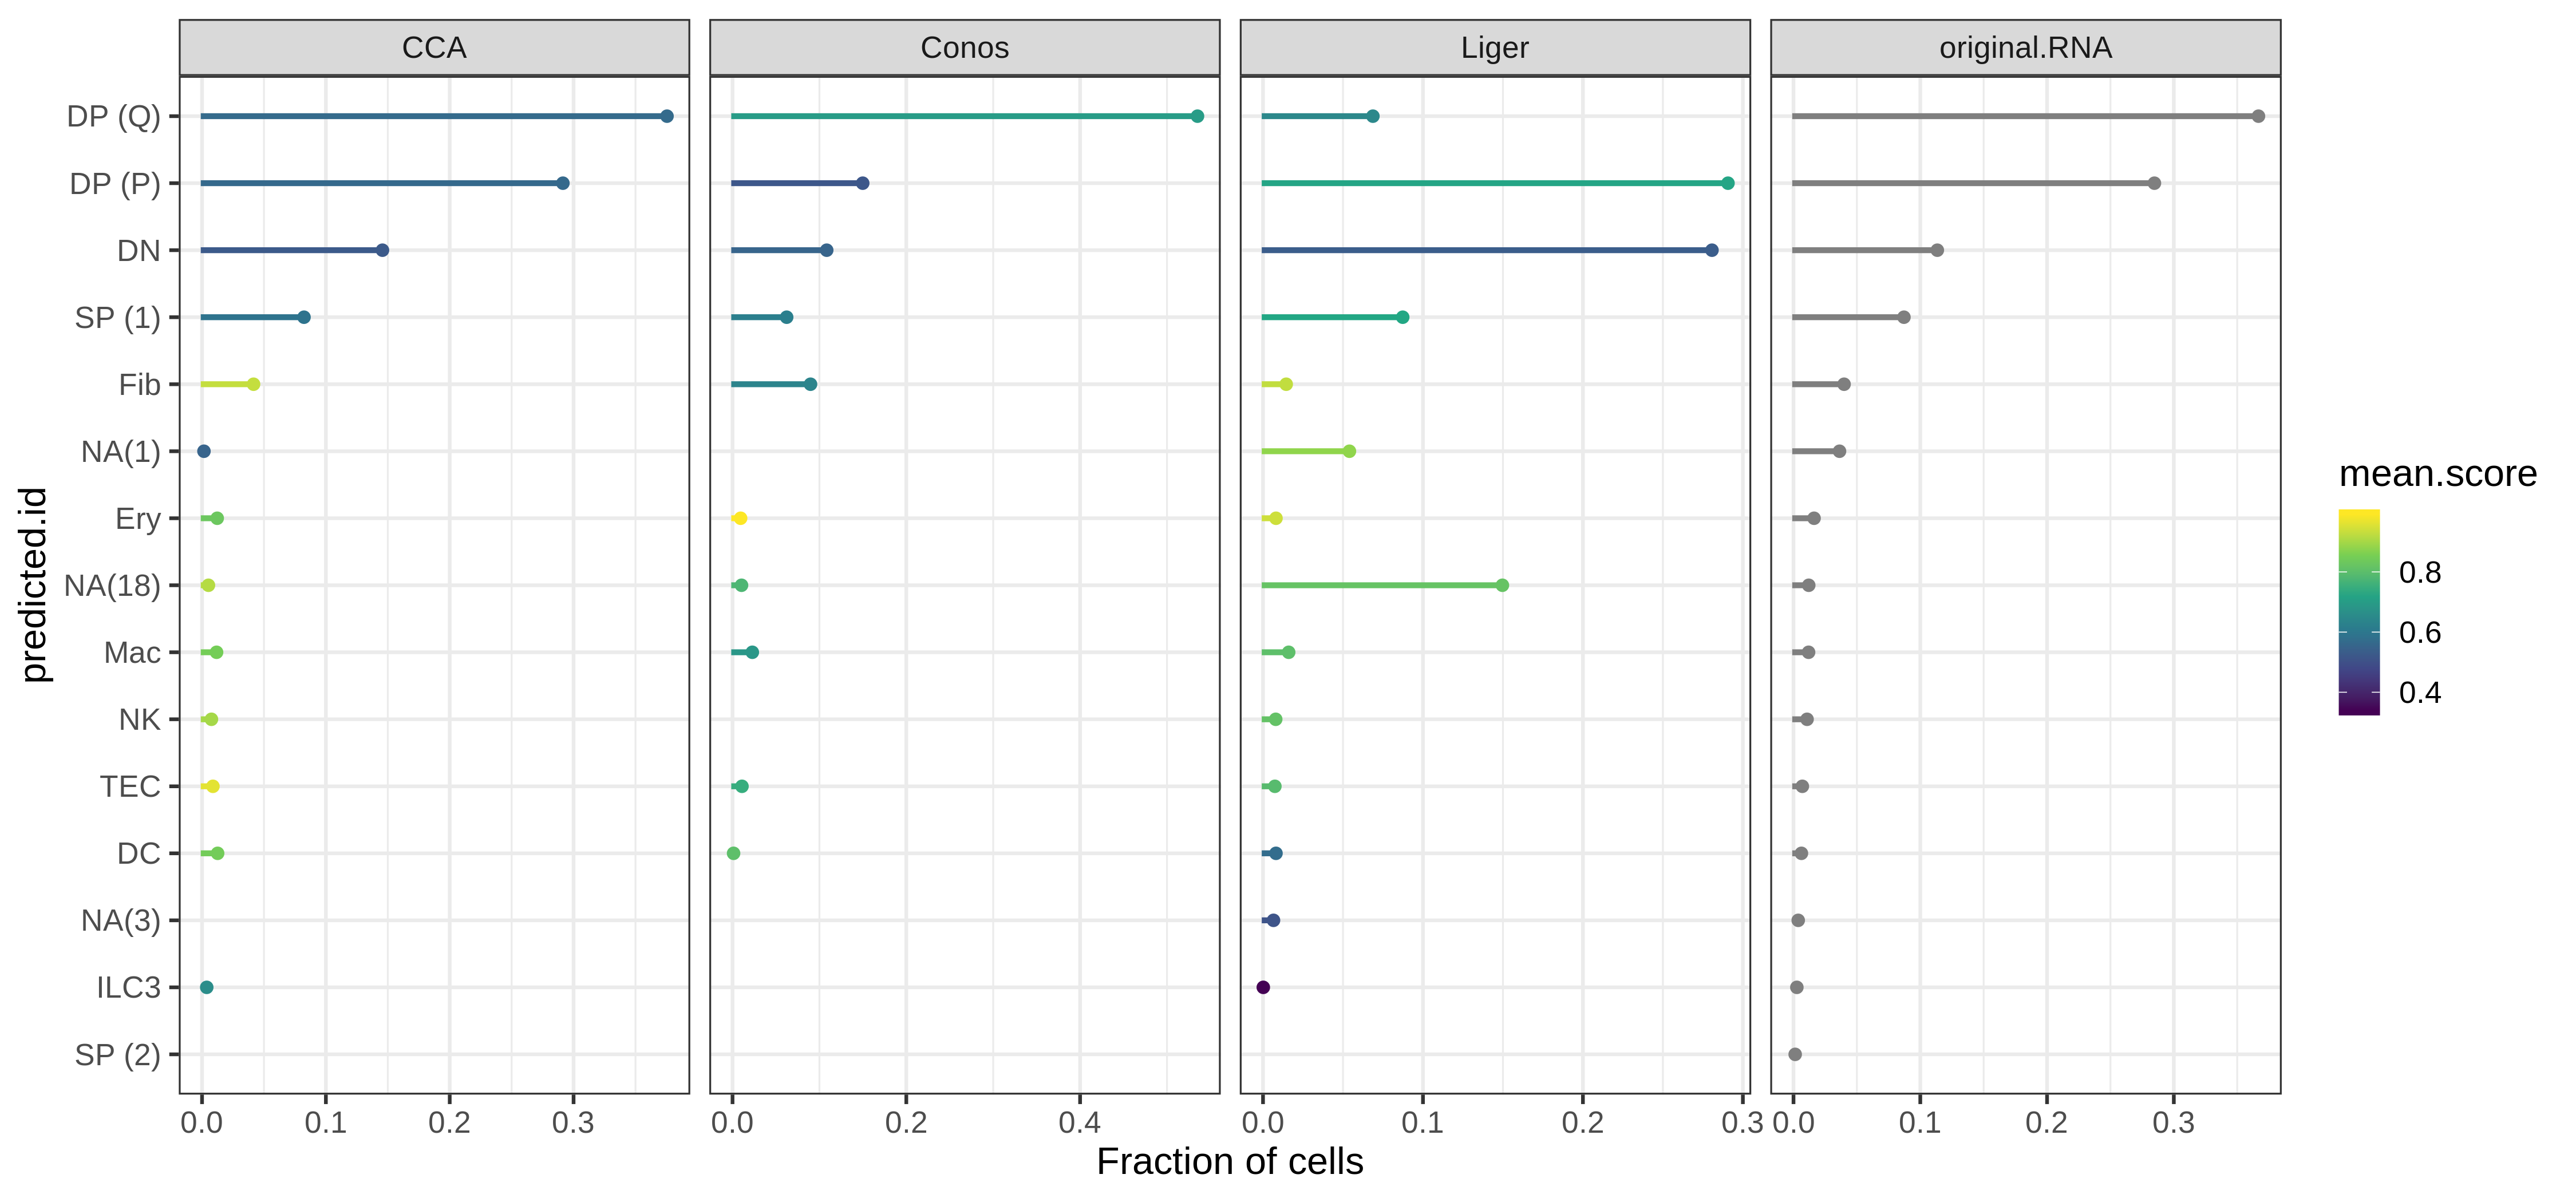 CCA Conos Liger original.RNA
DP (Q)
DP (P)
DN
SP (1)
Fib
NA(1)
Ery
NA(18)
Mac
NK
TEC
DC
NA(3)
ILC3
SP (2)
predicted.id
0.0 0.1 0.2 0.3 0.0 0.2 0.4 0.0 0.1 0.2 0.3 0.0 0.1 0.2 0.3
Fraction of cells
mean.score
0.8
0.6
0.4